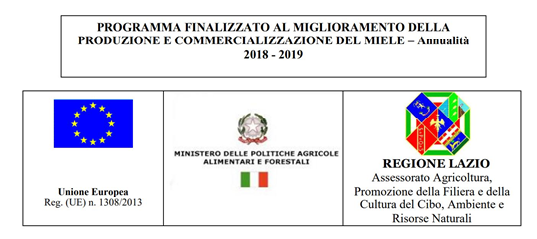 PROGRAMMA FINALIZZATO AL MIGLIORAMENTO DELLA
PRODUZIONE E COMMERCIALIZZAZIONE DEL MIELE – Annualità
2018 - 2019
Unione Europea
Reg. (UE) n. 1308/2013
MINISTERO DELLE POLITICHE AGRICOLE
ALIMENTARI E FORESTALI
REGIONE LAZIO
Assessorato Agricoltura,
Promozione della Filiera e della
Cultura del Cibo, Ambiente e
Risorse Naturali